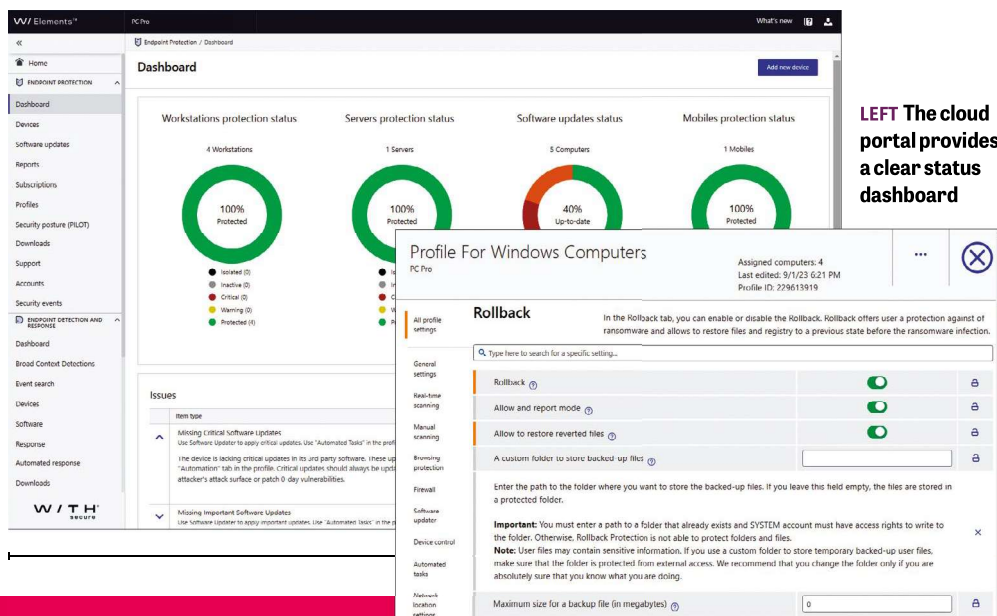 W/ Elements™
PC Pro
What's new
Endpoint Protection / Dashboard
Home
ENDPOINT PROTECTION
Dashboard
Devices
Software updates
Reports
Subscriptions
Profiles
Security posture (PILOT)
Downloads
Support
Accounts
Security events
ENDPOINT DETECTION AND
RESPONSE
Dashboard
Broad Context Detections
Event search
Devices
Software
Response
Automated response
Downloads
W / T H
secure
Dashboard
Add new device
Workstations protection status
4 Workstations
100%
Protected
Isolated (0)
Inactive (0)
Critical (0)
Warning (0)
Protected (4)
Servers protection status
1 Servers
100%
Protected
Software updates status
5 Computers
40%
Up-to-date
Mobiles protection status
1 Mobiles
100%
Protected
Issues
Item type
Missing Critical Software Updates
Use Software Updater to apply critical updates. Use "Automated Tasks" in the
The device is lacking critical updates in its 3rd party software. These
"Automation" tab in the profile. Critical updates should always be
attacker's attack surface or patch 0-day vulnerabilities.
Missing Important Software Updates
Use Software Updater to apply important updates. Use "Automated Tasks" in the
LEFT The cloud
portal provides
a clear status
dashboard
Profile For Windows Computers
PC Pro
Assigned computers: 4
Last edited: 9/1/23 6:21 PM
Profile ID: 229613919
All profile
settings
General
settings
Real-time
scanning
Manual
scanning
Browsing
protection
Firewall
Software
updater
Device control
Automated
tasks
Network
location
settings
Rollback
In the Rollback tab, you can enable or disable the Rollback. Rollback offers user a protection against of
ransomware and allows to restore files and registry to a previous state before the ransomware infection.
Type here to search for a specific setting...
Rollback
Allow and report mode
Allow to restore reverted files
A custom folder to store backed-up files
Enter the path to the folder where you want to store the backed-up files. If you leave this field empty, the files are stored in
a protected folder.
Important: You must enter a path to a folder that already exists and SYSTEM account must have access rights to write to
the folder. Otherwise, Rollback Protection is not able to protect folders and files.
Note: User files may contain sensitive information. If you use a custom folder to store temporary backed-up user files,
make sure that the folder is protected from external access. We recommend that you change the folder only if you are
absolutely sure that you know what you are doing.
Maximum size for a backup file (in megabytes)
0